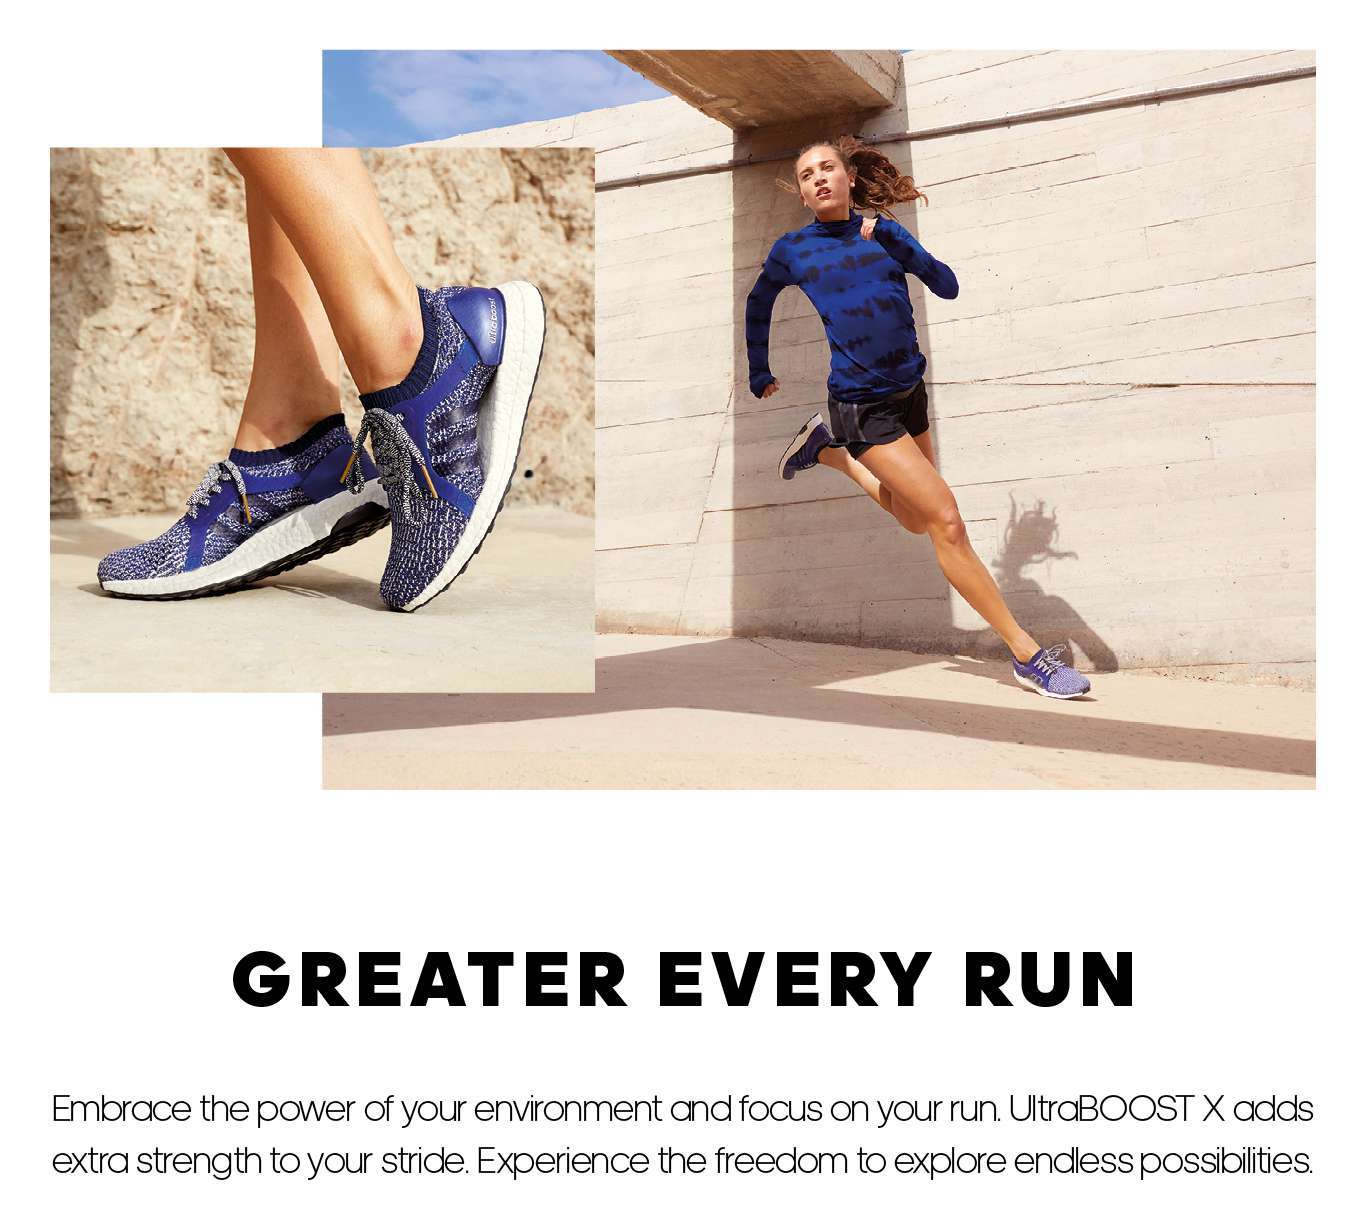 ultraboost
GREATER EVERY RUN
Embrace the power of your environment and focus on your run. UltraBOOST X adds
extra strength to your stride. Experience the freedom to explore endless possibilities.